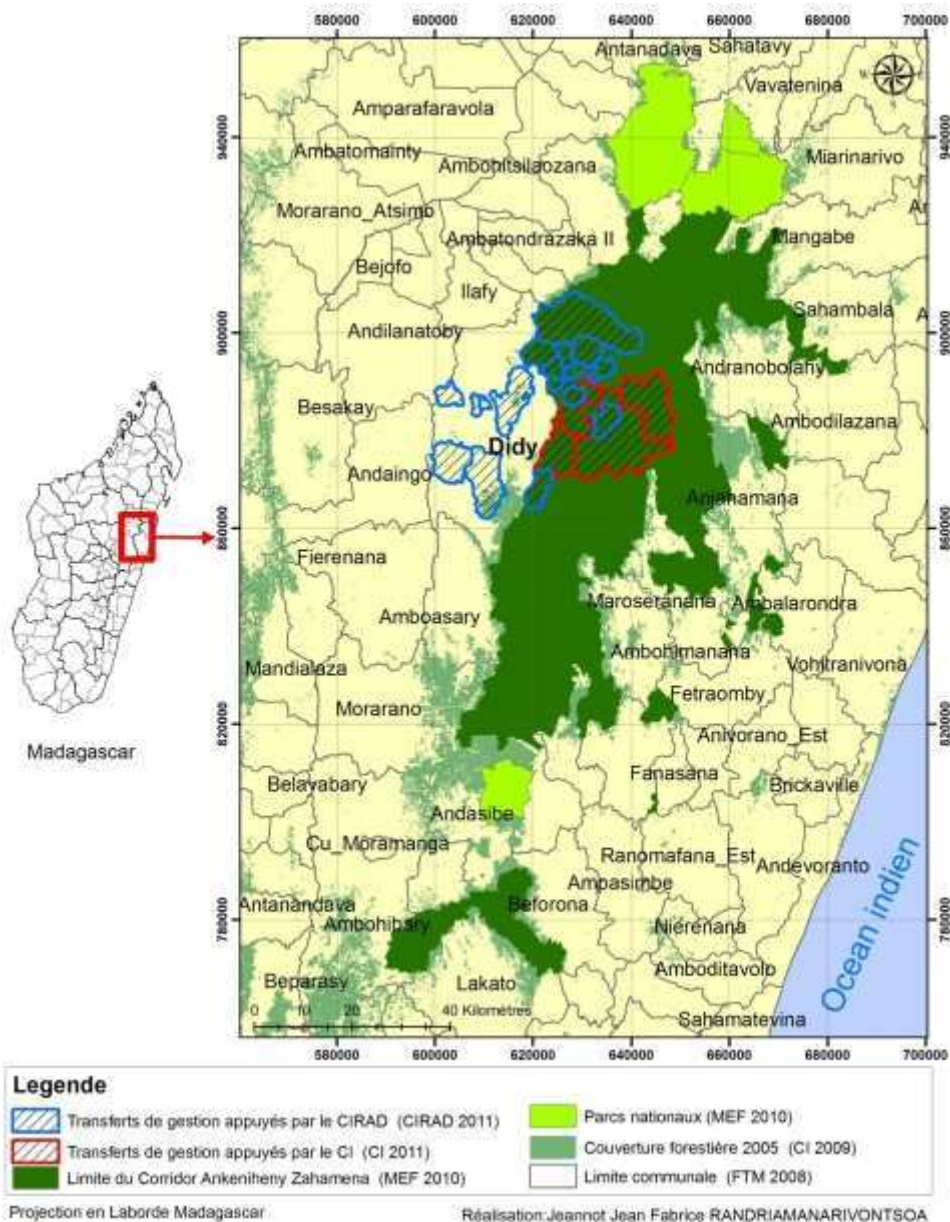 580000 600000 620000 640000 660000 680000 700000
Antanadava Sahatavy
N
W E
S
Vavatenina
Amparafaravola
940000 940000
Ambatomainty
Ambohitsilaozana
Miarinarivo
Morarano_Atsimo
Ambatondrazaka II
Mangabe
Bejofo
Ilafy
Sahambala
Andilanatoby
900000 900000
Andranobolahy
Besakay
Ambodilazana
Didy
Andaingo
Anjahamana
860000 860000
Fierenana
Maroseranana
Ambalarondra
Amboasary
Ambohimanana
Vohitranivona
Mandialaza
Fetraomby
Morarano
820000 820000
Anivorano_Est
Madagascar
Fanasana
Belavabary
Brickaville
Andasibe
Cu_Moramanga
Ranomafana_Est
Andevoranto
Ampasimbe
Antanandava
Beforona
780000 780000
Ambohibary
Nierenana
Amboditavolo
Beparasy
Lakato
Ocean indien
0 10 20 40 Kilomètres
Sahamatevina
580000 600000 620000 640000 660000 680000 700000
Legende
Transferts de gestion appuyés par le CIRAD (CIRAD 2011)
Transferts de gestion appuyés par le CI (CI 2011)
Limite du Corridor Ankeniheny Zahamena (MEF 2010)
Parcs nationaux (MEF 2010)
Couverture forestière 2005 (CI 2009)
Limite communale (FTM 2008)
Projection en Laborde Madagascar
Réalisation:Jeannot Jean Fabrice RANDRIAMANARIVONTSOA